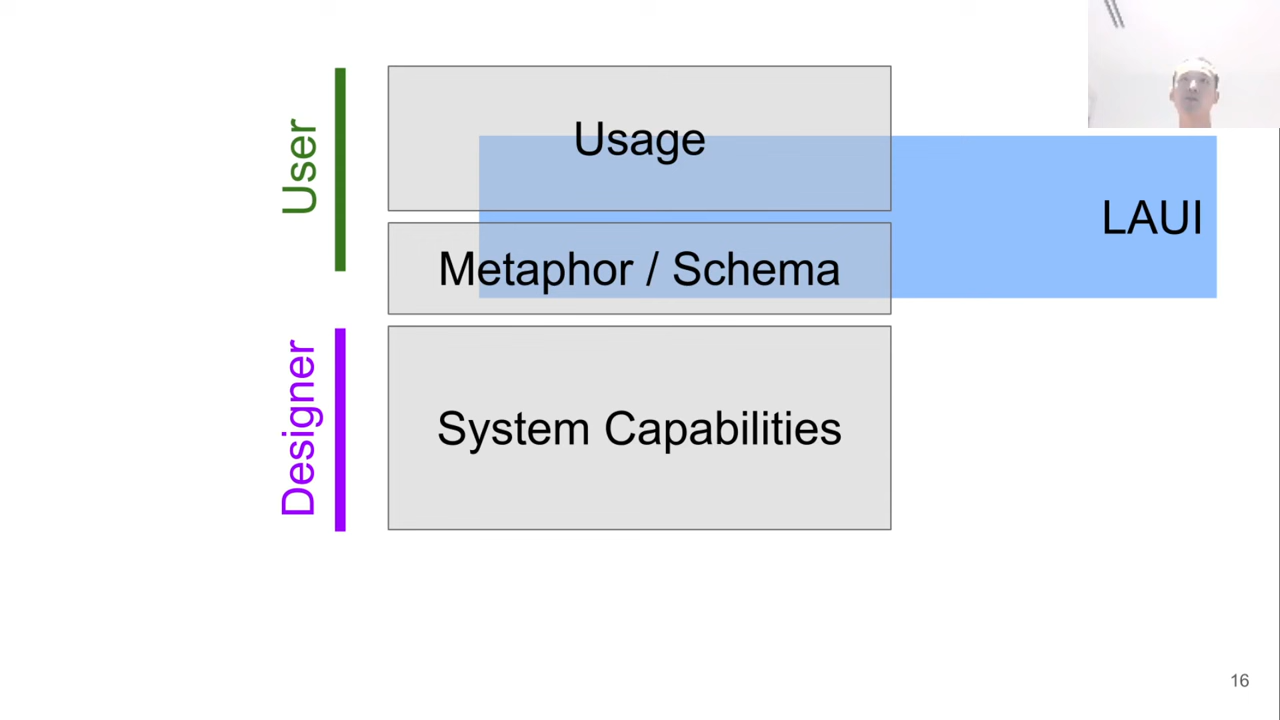 User
Usage
LAUI
Metaphor / Schema
Designer
System Capabilities
16